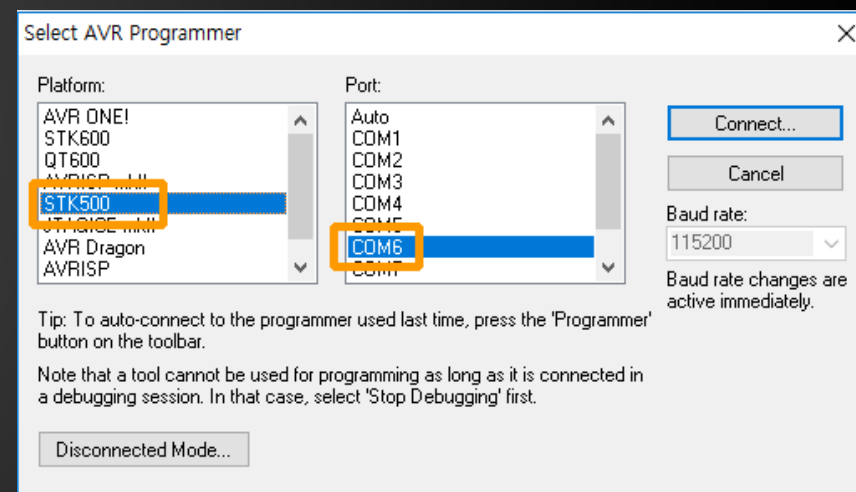 Select AVR Programmer
Platform:
AVR ONE!
STK600
QT600
STK500
AVR Dragon
AVRISP
Port:
Auto
COM1
COM2
COM3
COM4
COM5
COM6
COM7
Connect...
Cancel
Baud rate:
115200
Baud rate changes are
active immediately.
Tip: To auto-connect to the programmer used last time, press the 'Programmer'
button on the toolbar.
Note that a tool cannot be used for programming as long as it is connected in
a debugging session. In that case, select 'Stop Debugging' first.
Disconnected Mode...